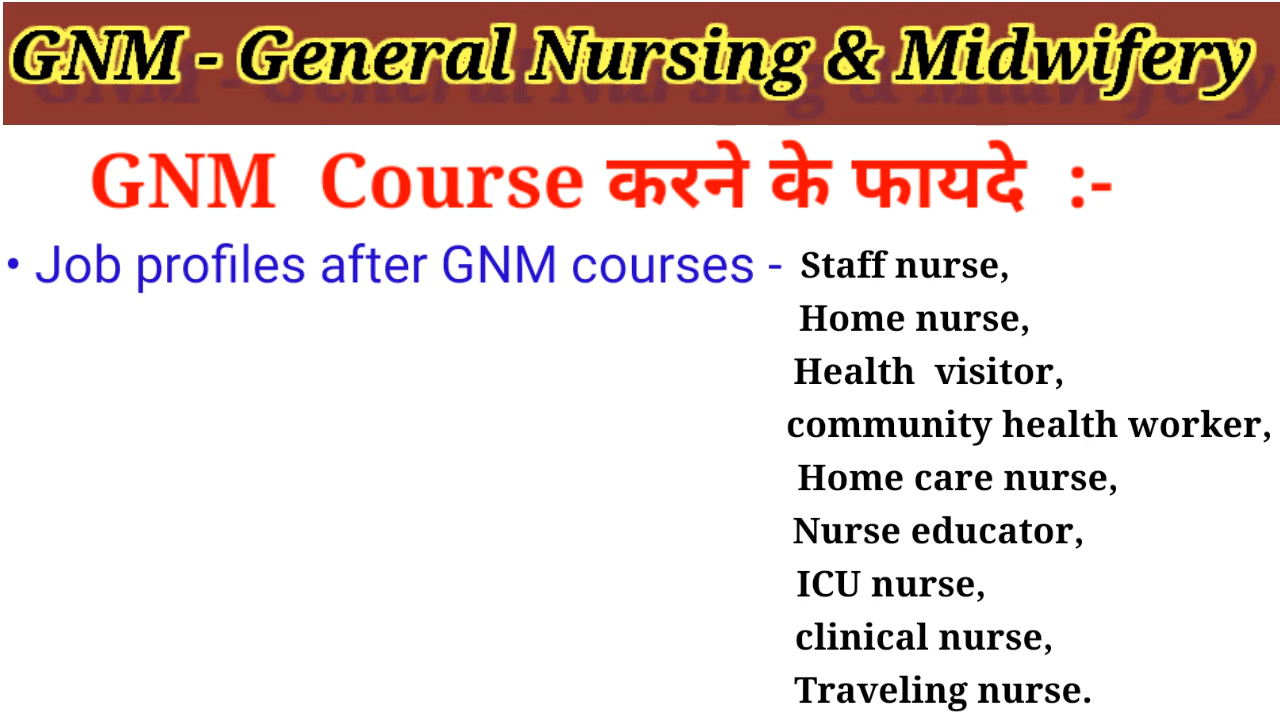 GNM - General Nursing & Midwifery
GNM Course करने के फायदे :-
• Job profiles after GNM courses - Staff nurse,
Home nurse,
Health visitor,
community health worker,
Home care nurse,
Nurse educator,
ICU nurse,
clinical nurse,
Traveling nurse.